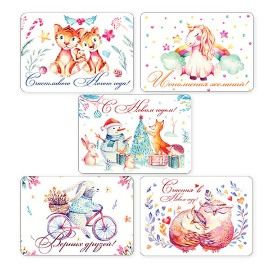 Счастливого Нового года!
Исполнения желаний!
С Новым годом!
Верных друзей!
Счастья в
Новом году!